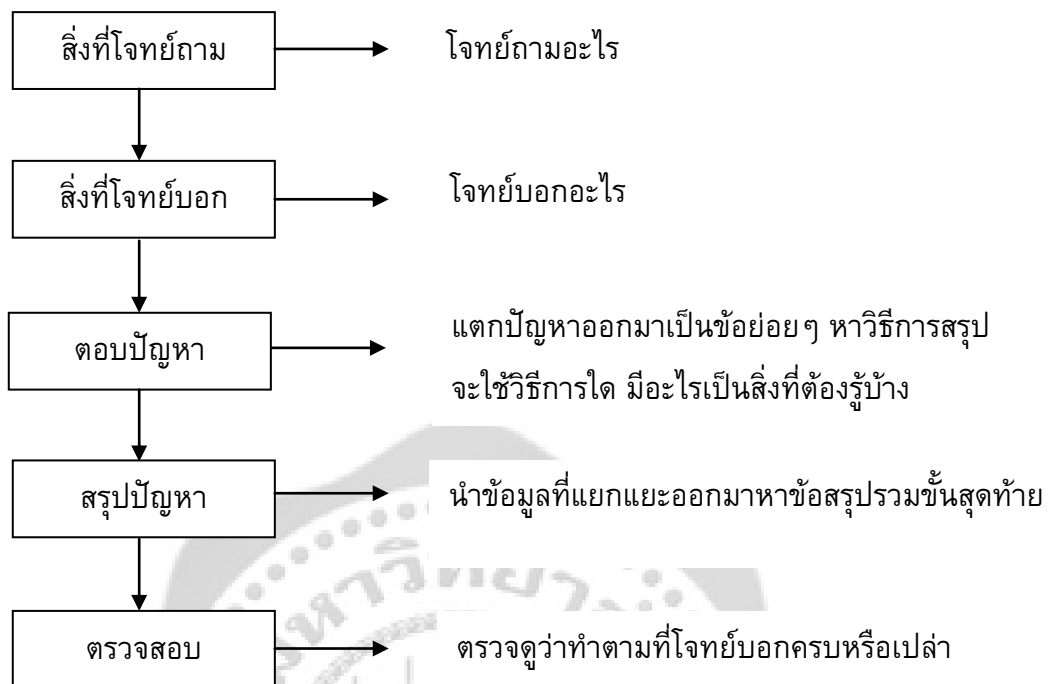 สิ่งที่โจทย์ถาม
โจทย์ถามอะไร
สิ่งที่โจทย์บอก
โจทย์บอกอะไร
ตอบปัญหา
แตกปัญหาออกมาเป็นข้อย่อยๆ หาวิธีการสรุป
จะใช้วิธีการใด มีอะไรเป็นสิ่งที่ต้องรู้บ้าง
สรุปปัญหา
นำข้อมูลที่แยกแยะออกมาหาข้อสรุปรวมขั้นสุดท้าย
ตรวจสอบ
ตรวจดูว่าทำตามที่โจทย์บอกครบหรือเปล่า